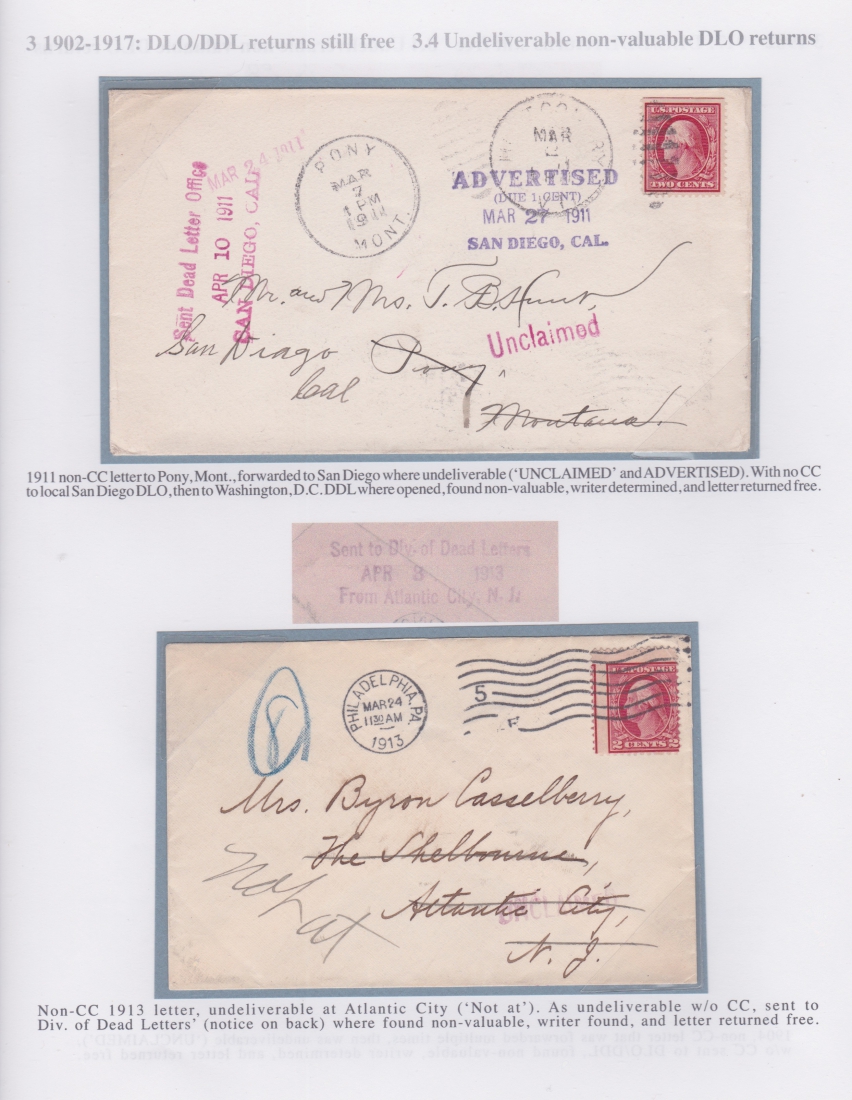 3 1902-1917: DLO/DDL returns still free 3.4 Undeliverable non-valuable DLO returns
Sent Dead Letter Office
APR 10 1911
SAN DIEGO, CAL.
MAR 24 1911
PONY
MAR
7
1 PM
1911
MONT.
MAR
U.S. POSTAGE
TWO CENTS
ADVERTISED
(DUE 1 CENT)
MAR 27 1911
SAN DIEGO, CAL.
Mr. and Mrs. T. B. Hunt,
Unclaimed
San Diago Pony,
Cal
Montana.
1911 non-CC letter to Pony, Mont., forwarded to San Diego where undeliverable (‘UNCLAIMED’ and ADVERTISED). With no CC
to local San Diego DLO, then to Washington, D.C. DDL where opened, found non-valuable, writer determined, and letter returned free.
Sent to Div. of Dead Letters
APR 8 1913
From Atlantic City, N. J.
8
PHILADELPHIA, PA.
MAR 24
11 30 AM
1913
5
U.S. POSTAGE
2 CENTS 2
Mrs. Byron Casselberry,
The Shelbourne,
Not at
Atlantic City,
UNCLAIMED
N. J.
Non-CC 1913 letter, undeliverable at Atlantic City (‘Not at’). As undeliverable w/o CC, sent to
Div. of Dead Letters’ (notice on back) where found non-valuable, writer found, and letter returned free.